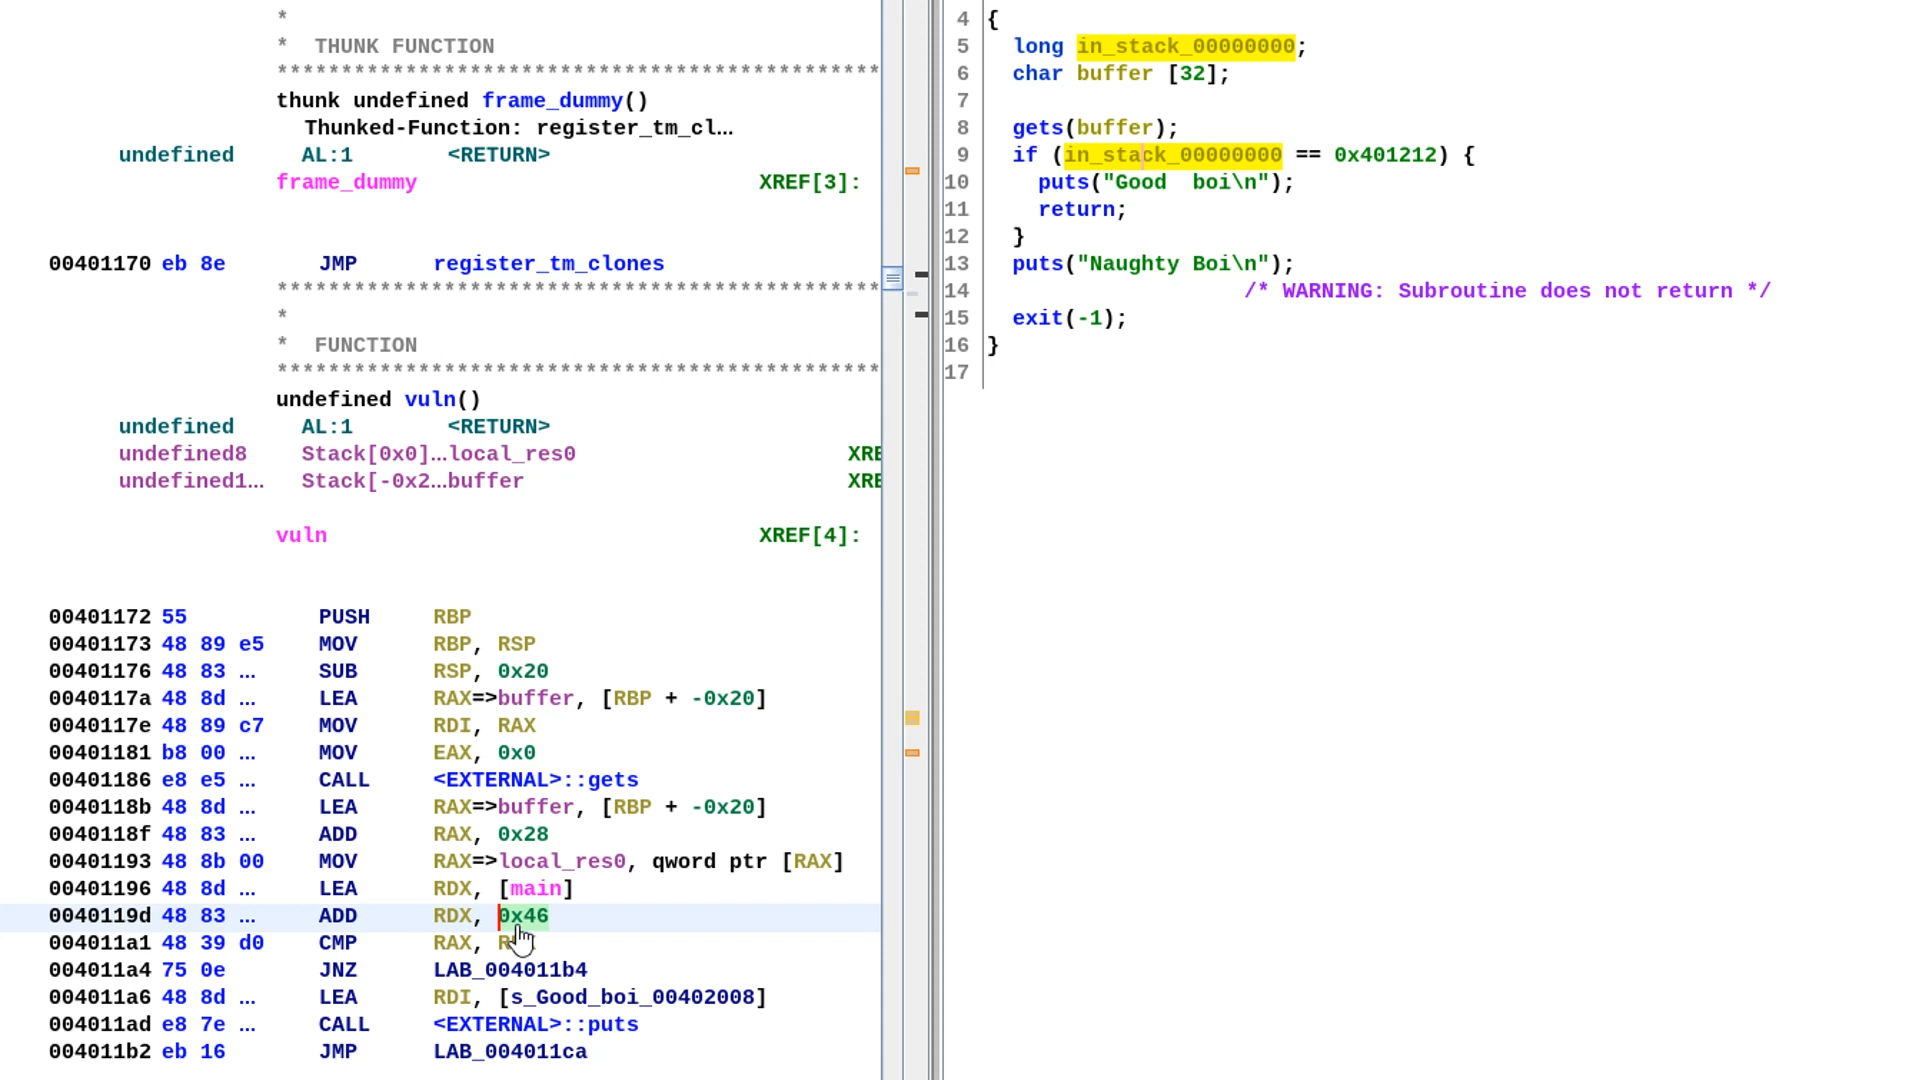 *
*  THUNK FUNCTION
***********************************************
thunk undefined frame_dummy()
Thunked-Function: register_tm_cl...
undefined AL:1 <RETURN>
frame_dummy XREF[3]:
00401170 eb 8e JMP register_tm_clones
***********************************************
*
*  FUNCTION
***********************************************
undefined vuln()
undefined AL:1 <RETURN>
undefined8 Stack[0x0]...local_res0 XRE
undefined1... Stack[-0x2...buffer XRE
vuln XREF[4]:
00401172 55 PUSH RBP
00401173 48 89 e5 MOV RBP, RSP
00401176 48 83 ... SUB RSP, 0x20
0040117a 48 8d ... LEA RAX=>buffer, [RBP + -0x20]
0040117e 48 89 c7 MOV RDI, RAX
00401181 b8 00 ... MOV EAX, 0x0
00401186 e8 e5 ... CALL <EXTERNAL>::gets
0040118b 48 8d ... LEA RAX=>buffer, [RBP + -0x20]
0040118f 48 83 ... ADD RAX, 0x28
00401193 48 8b 00 MOV RAX=>local_res0, qword ptr [RAX]
00401196 48 8d ... LEA RDX, [main]
0040119d 48 83 ... ADD RDX, 0x46
004011a1 48 39 d0 CMP RAX,
004011a4 75 0e JNZ LAB_004011b4
004011a6 48 8d ... LEA RDI, [s_Good_boi_00402008]
004011ad e8 7e ... CALL <EXTERNAL>::puts
004011b2 eb 16 JMP LAB_004011ca
4 {
5 long in_stack_00000000;
6 char buffer [32];
7
8 gets(buffer);
9 if (in_stack_00000000 == 0x401212) {
10 puts("Good  boi\n");
11 return;
12 }
13 puts("Naughty Boi\n");
14 /* WARNING: Subroutine does not return */
15 exit(-1);
16 }
17